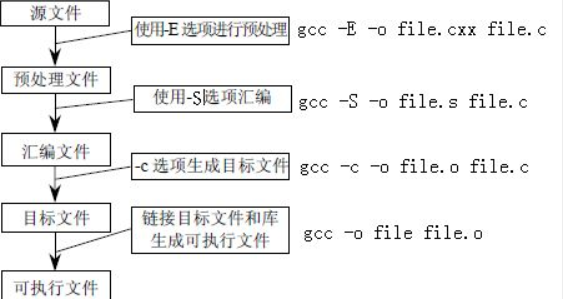 源文件
使用-E 选项进行预处理
gcc -E -o file.cxx file.c
预处理文件
使用-S选项汇编
gcc -S -o file.s file.c
汇编文件
-c 选项生成目标文件
gcc -c -o file.o file.c
目标文件
链接目标文件和库
生成可执行文件
gcc -o file file.o
可执行文件